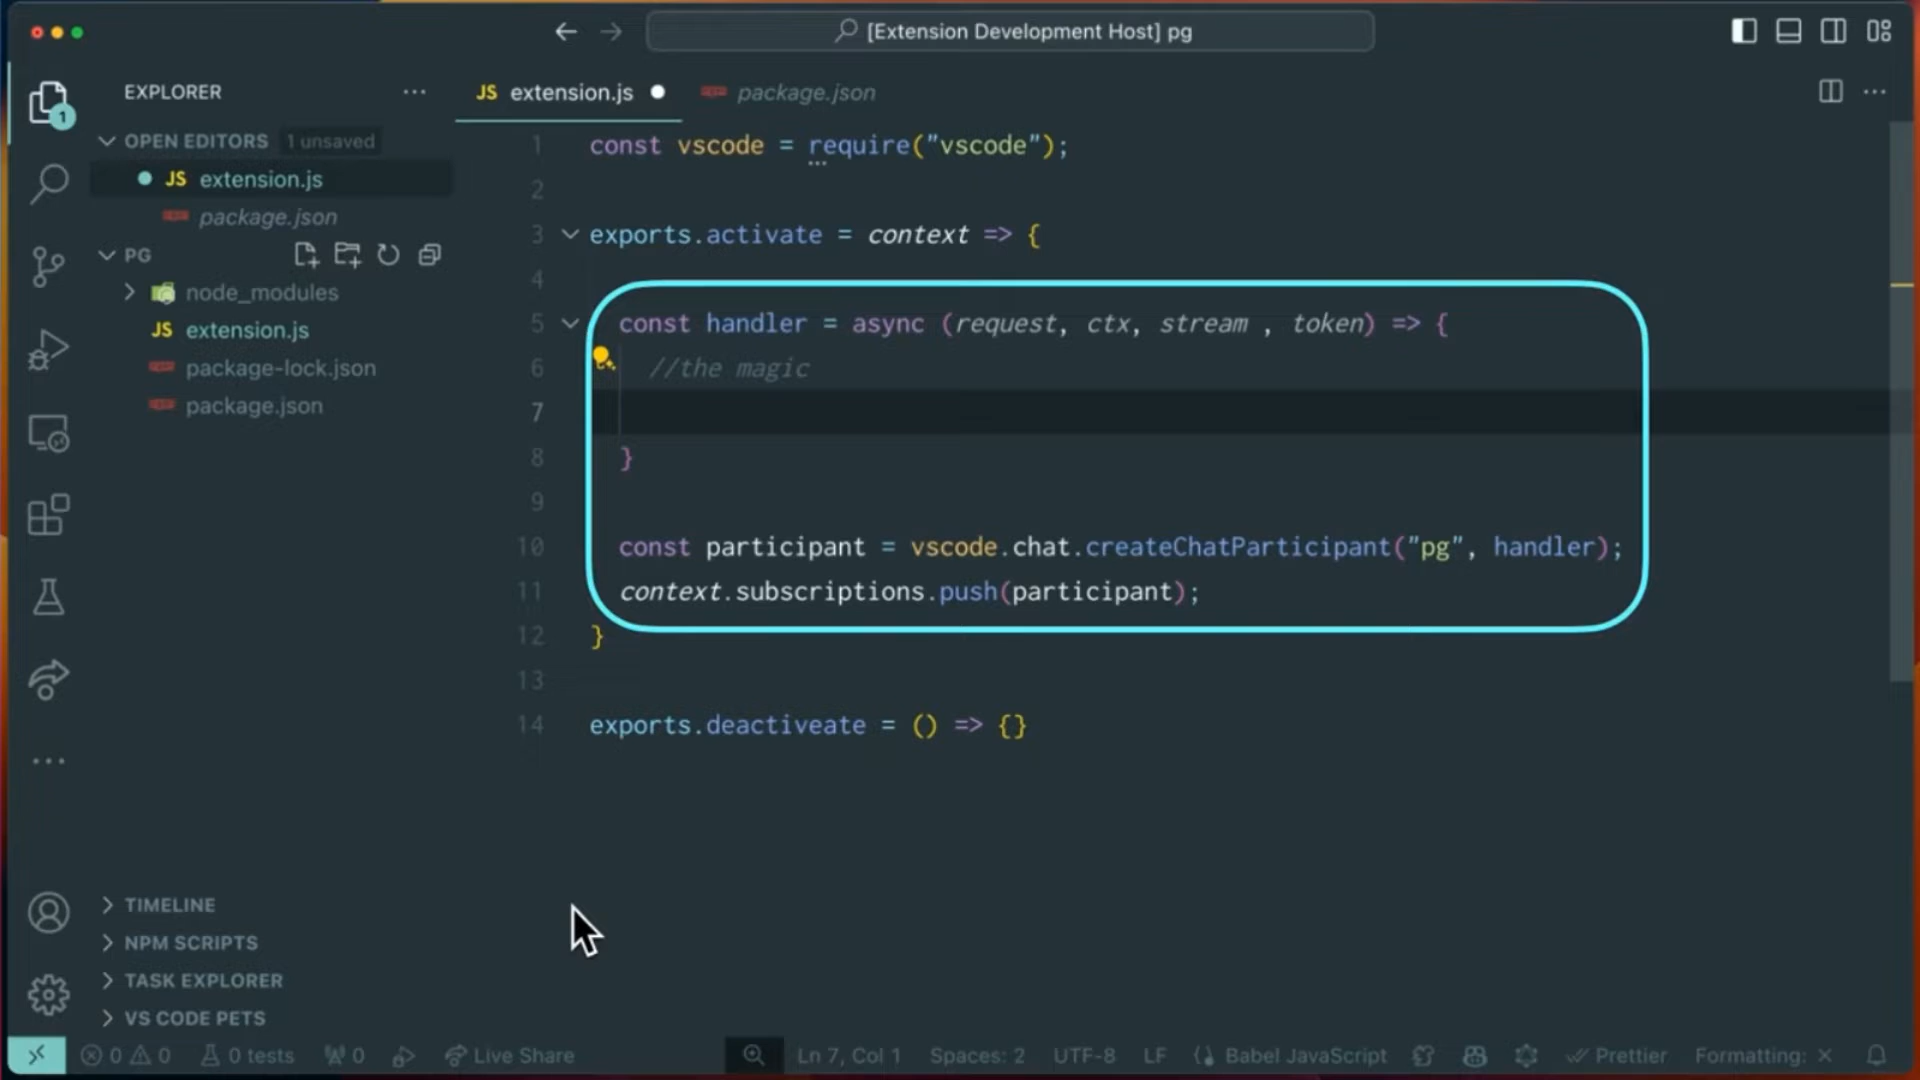 [Extension Development Host] pg
EXPLORER
JS extension.js
package.json
OPEN EDITORS 1 unsaved
JS extension.js
package.json
PG
node_modules
JS extension.js
package-lock.json
package.json
1
1 const vscode = require("vscode");
2
3 exports.activate = context => {
4
5 const handler = async (request, ctx, stream , token) => {
6 //the magic
7
8 }
9
10 const participant = vscode.chat.createChatParticipant("pg", handler);
11 context.subscriptions.push(participant);
12 }
13
14 exports.deactiveate = () => {}
TIMELINE
NPM SCRIPTS
TASK EXPLORER
VS CODE PETS
0 0 0 tests 0 Live Share Ln 7, Col 1 Spaces: 2 UTF-8 LF Babel JavaScript Prettier Formatting: ×